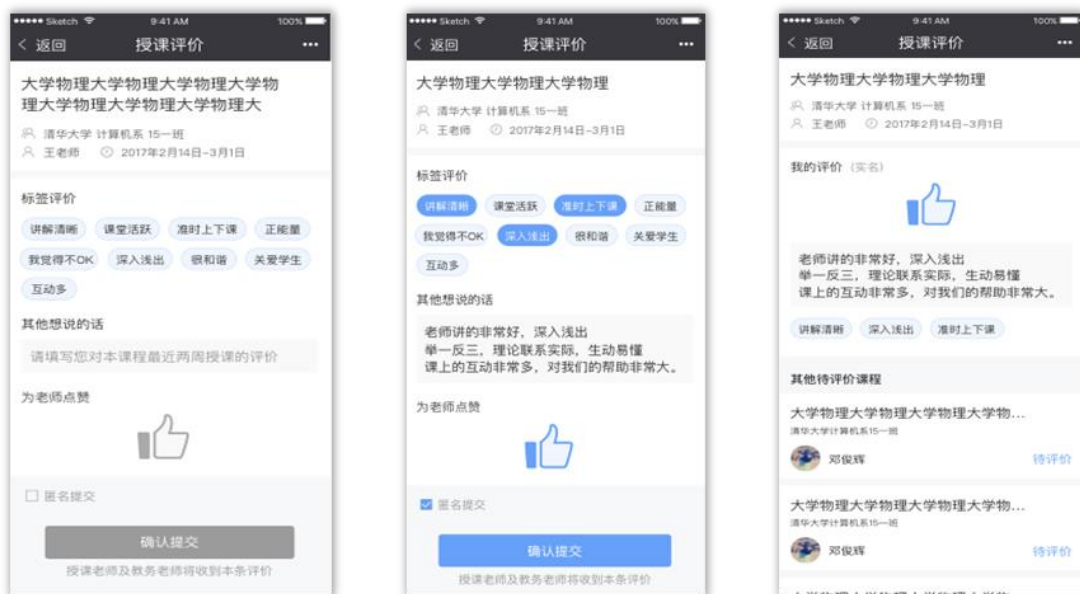 Sketch 9:41 AM 100%
返回 授课评价
大学物理大学物理大学物理大学物
理大学物理大学物理大学物理大
清华大学 计算机系 15一班
王老师 2017年2月14日-3月1日
标签评价
讲解清晰 课堂活跃 准时上下课 正能量
我觉得不OK 深入浅出 很和谐 关爱学生
互动多
其他想说的话
请填写您对本课程最近两周授课的评价
为老师点赞
匿名提交
确认提交
授课老师及教务老师将收到本条评价
Sketch 9:41 AM 100%
返回 授课评价
大学物理大学物理大学物理
清华大学 计算机系 15一班
王老师 2017年2月14日-3月1日
标签评价
讲解清晰 课堂活跃 准时上下课 正能量
我觉得不OK 深入浅出 很和谐 关爱学生
互动多
其他想说的话
老师讲的非常好，深入浅出
举一反三，理论联系实际，生动易懂
课上的互动非常多，对我们的帮助非常大。
为老师点赞
匿名提交
确认提交
授课老师及教务老师将收到本条评价
Sketch 9:41 AM 100%
返回 授课评价
大学物理大学物理大学物理
清华大学 计算机系 15一班
王老师 2017年2月14日-3月1日
我的评价（实名）
老师讲的非常好，深入浅出
举一反三，理论联系实际，生动易懂
课上的互动非常多，对我们的帮助非常大。
讲解清晰 深入浅出 准时上下课
其他待评价课程
大学物理大学物理大学物理大学物...
清华大学计算机系15一班
邓俊辉 待评价
大学物理大学物理大学物理大学物...
清华大学计算机系15一班
邓俊辉 待评价